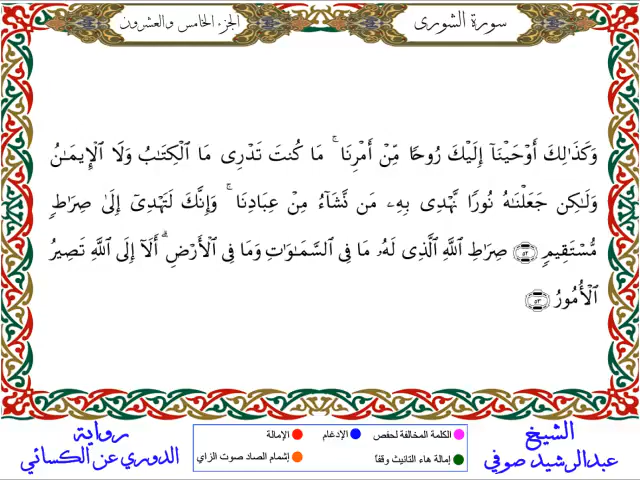 سورة الشورى
الجزء الخامس والعشرون
وَكَذَٰلِكَ أَوْحَيْنَآ إِلَيْكَ رُوحًا مِّنْ أَمْرِنَا ۚ مَا كُنتَ تَدْرِى مَا ٱلْكِتَٰبُ وَلَا ٱلْإِيمَٰنُ
وَلَٰكِن جَعَلْنَٰهُ نُورًا نَّهْدِى بِهِۦ مَن نَّشَآءُ مِنْ عِبَادِنَا ۚ وَإِنَّكَ لَتَهْدِىٓ إِلَىٰ صِرَٰطٍ
مُّسْتَقِيمٍ ٥٢ صِرَٰطِ ٱللَّهِ ٱلَّذِى لَهُۥ مَا فِى ٱلسَّمَٰوَٰتِ وَمَا فِى ٱلْأَرْضِ ۗ أَلَآ إِلَى ٱللَّهِ تَصِيرُ
ٱلْأُمُورُ ٥٣
الشيخ
عبدالرشيد صوفي
الكلمة المخالفة لحفص
الإدغام
الإمالة
إمالة هاء التانيث وقفاً
إشمام الصاد صوت الزاي
رواية
الدوري عن الكسائي